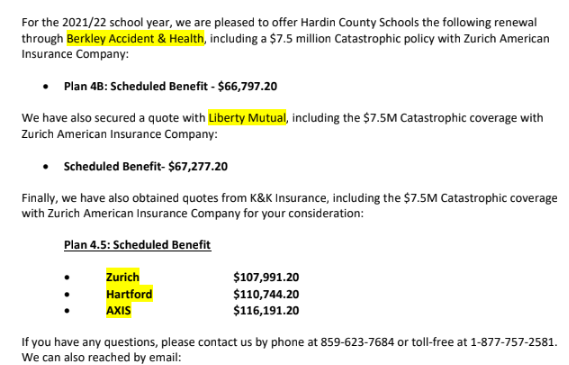 For the 2021/22 school year, we are pleased to offer Hardin County Schools the following renewal
through Berkley Accident & Health, including a $7.5 million Catastrophic policy with Zurich American
Insurance Company:
• Plan 4B: Scheduled Benefit - $66,797.20
We have also secured a quote with Liberty Mutual, including the $7.5M Catastrophic coverage with
Zurich American Insurance Company:
• Scheduled Benefit- $67,277.20
Finally, we have also obtained quotes from K&K Insurance, including the $7.5M Catastrophic coverage
with Zurich American Insurance Company for your consideration:
Plan 4.5: Scheduled Benefit
• Zurich $107,991.20
• Hartford $110,744.20
• AXIS $116,191.20
If you have any questions, please contact us by phone at 859-623-7684 or toll-free at 1-877-757-2581.
We can also reached by email: